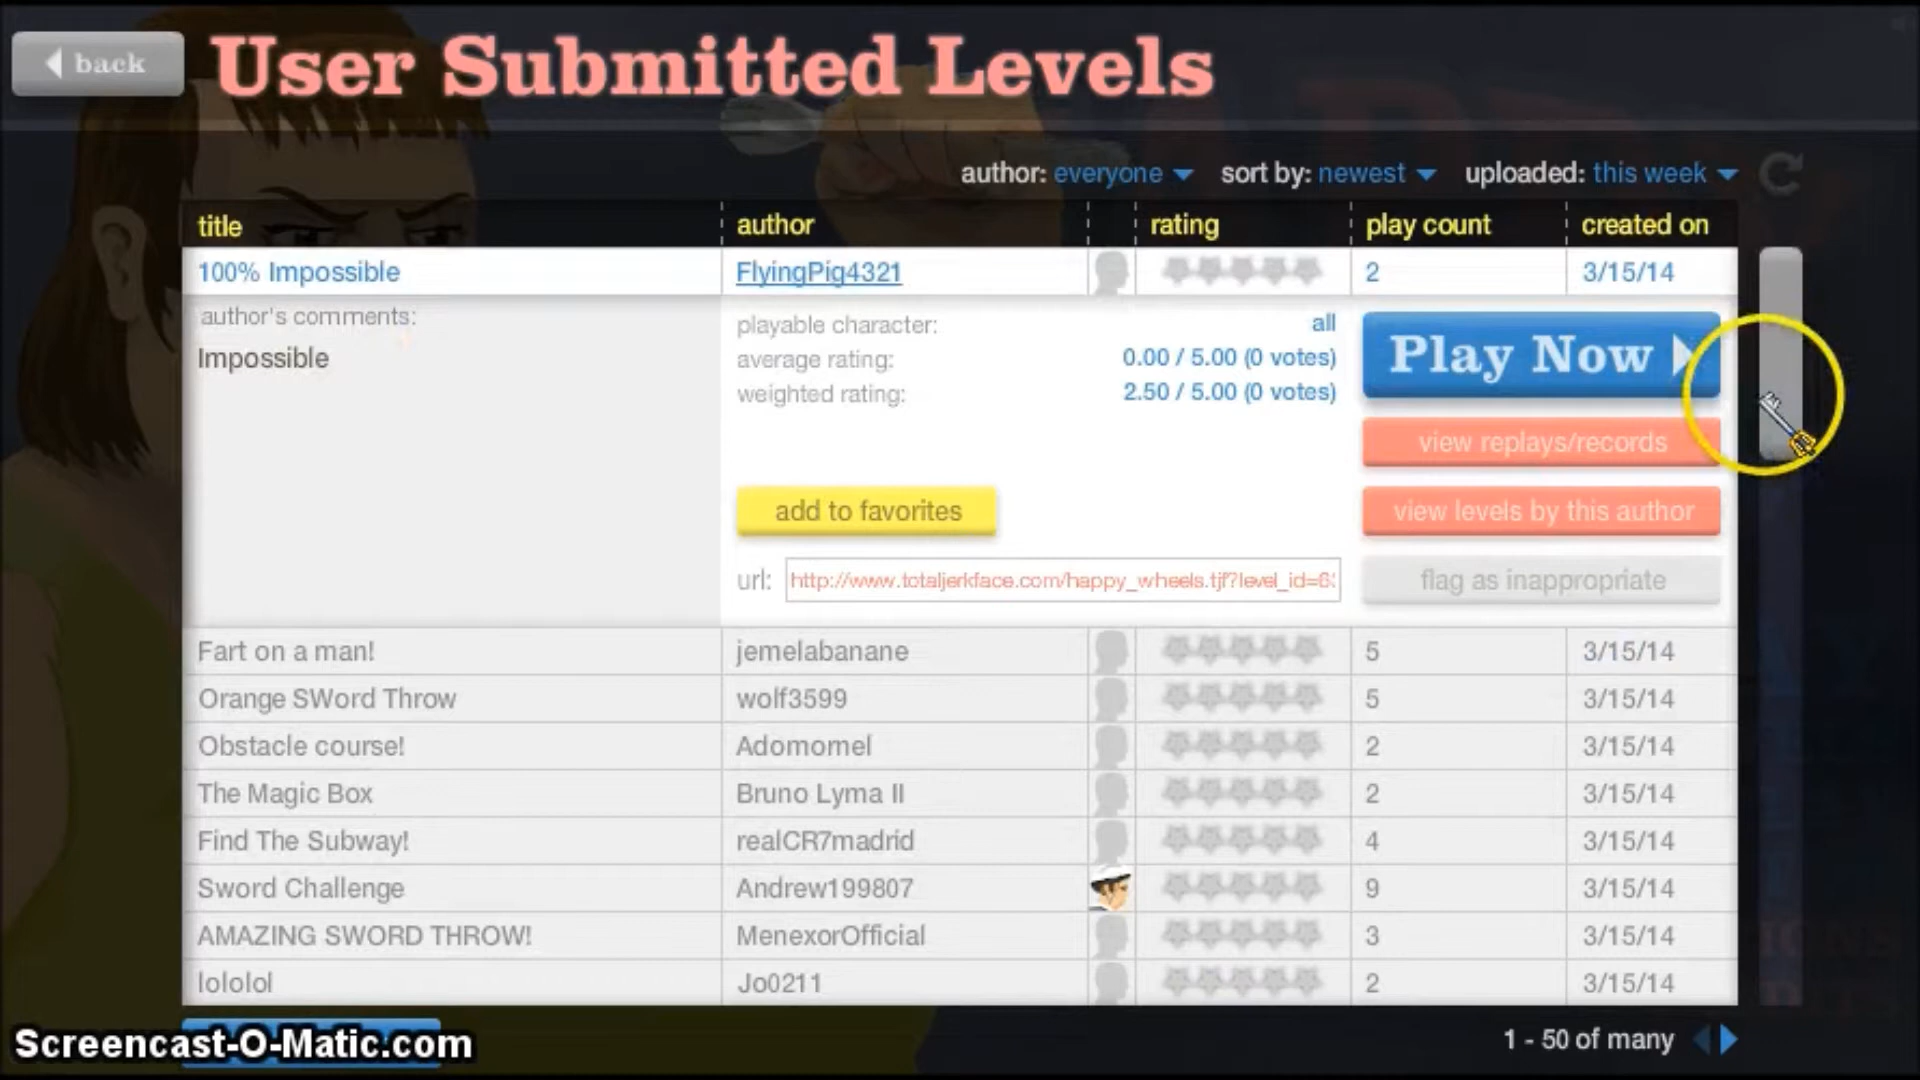 back
User Submitted Levels
author: everyone sort by: newest uploaded: this week
title author rating play count created on
100% Impossible FlyingPig4321 2 3/15/14
author's comments:
Impossible
playable character: all
average rating: 0.00 / 5.00 (0 votes)
weighted rating: 2.50 / 5.00 (0 votes)
Play Now
view replays/records
add to favorites
view levels by this author
url: http://www.totaljerkface.com/happy_wheels.tjf?level_id=6
flag as inappropriate
Fart on a man! jemelabanane 5 3/15/14
Orange SWord Throw wolf3599 5 3/15/14
Obstacle course! Adomomel 2 3/15/14
The Magic Box Bruno Lyma II 2 3/15/14
Find The Subway! realCR7madrid 4 3/15/14
Sword Challenge Andrew199807 9 3/15/14
AMAZING SWORD THROW! MenexorOfficial 3 3/15/14
lololol Jo0211 2 3/15/14
Screencast-O-Matic.com
1 - 50 of many